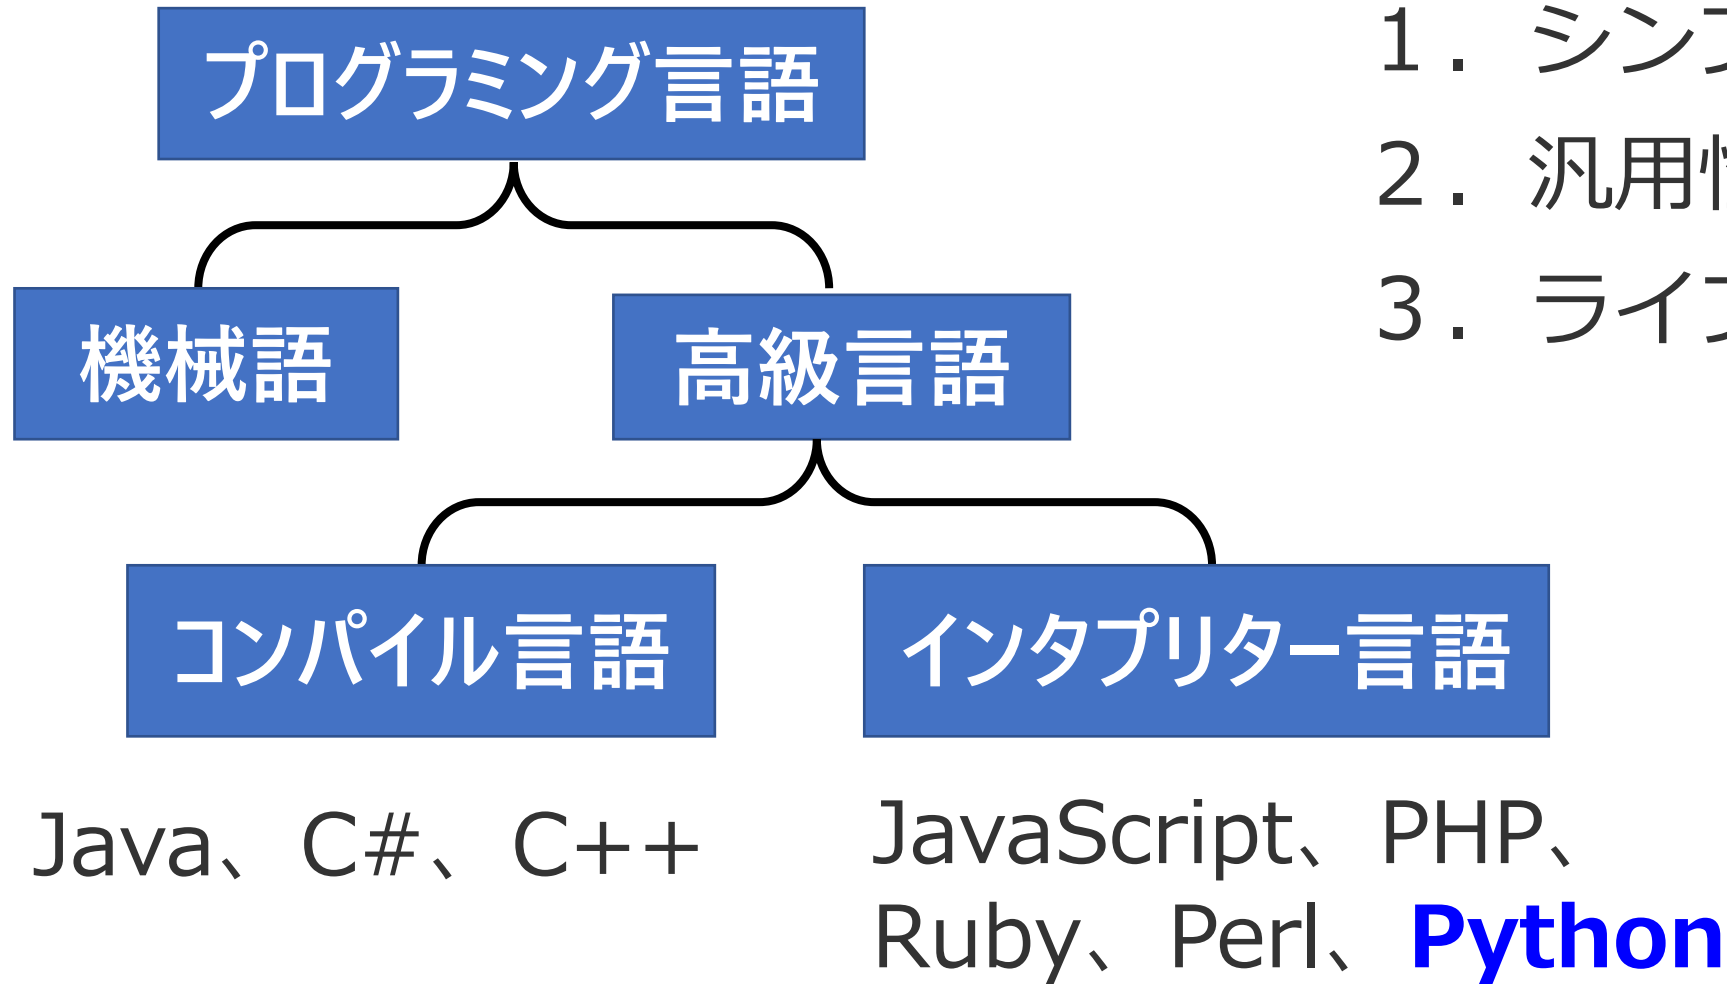 プログラミング言語
機械語
高級言語
コンパイル言語
インタプリター言語
Java、C#、C++
JavaScript、PHP、
Ruby、Perl、Python
１．シン
２．汎用
３．ライ